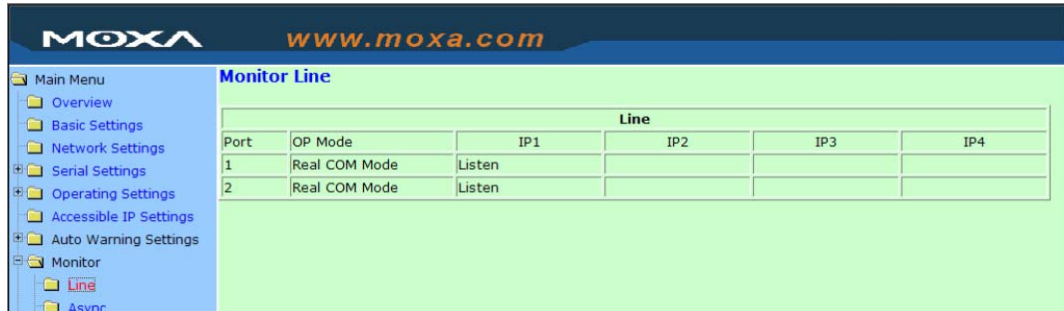 MOXA www.moxa.com
Main Menu
Overview
Basic Settings
Network Settings
Serial Settings
Operating Settings
Accessible IP Settings
Auto Warning Settings
Monitor
Line
Async
Monitor Line
Line
Port OP Mode IP1 IP2 IP3 IP4
1 Real COM Mode Listen
2 Real COM Mode Listen